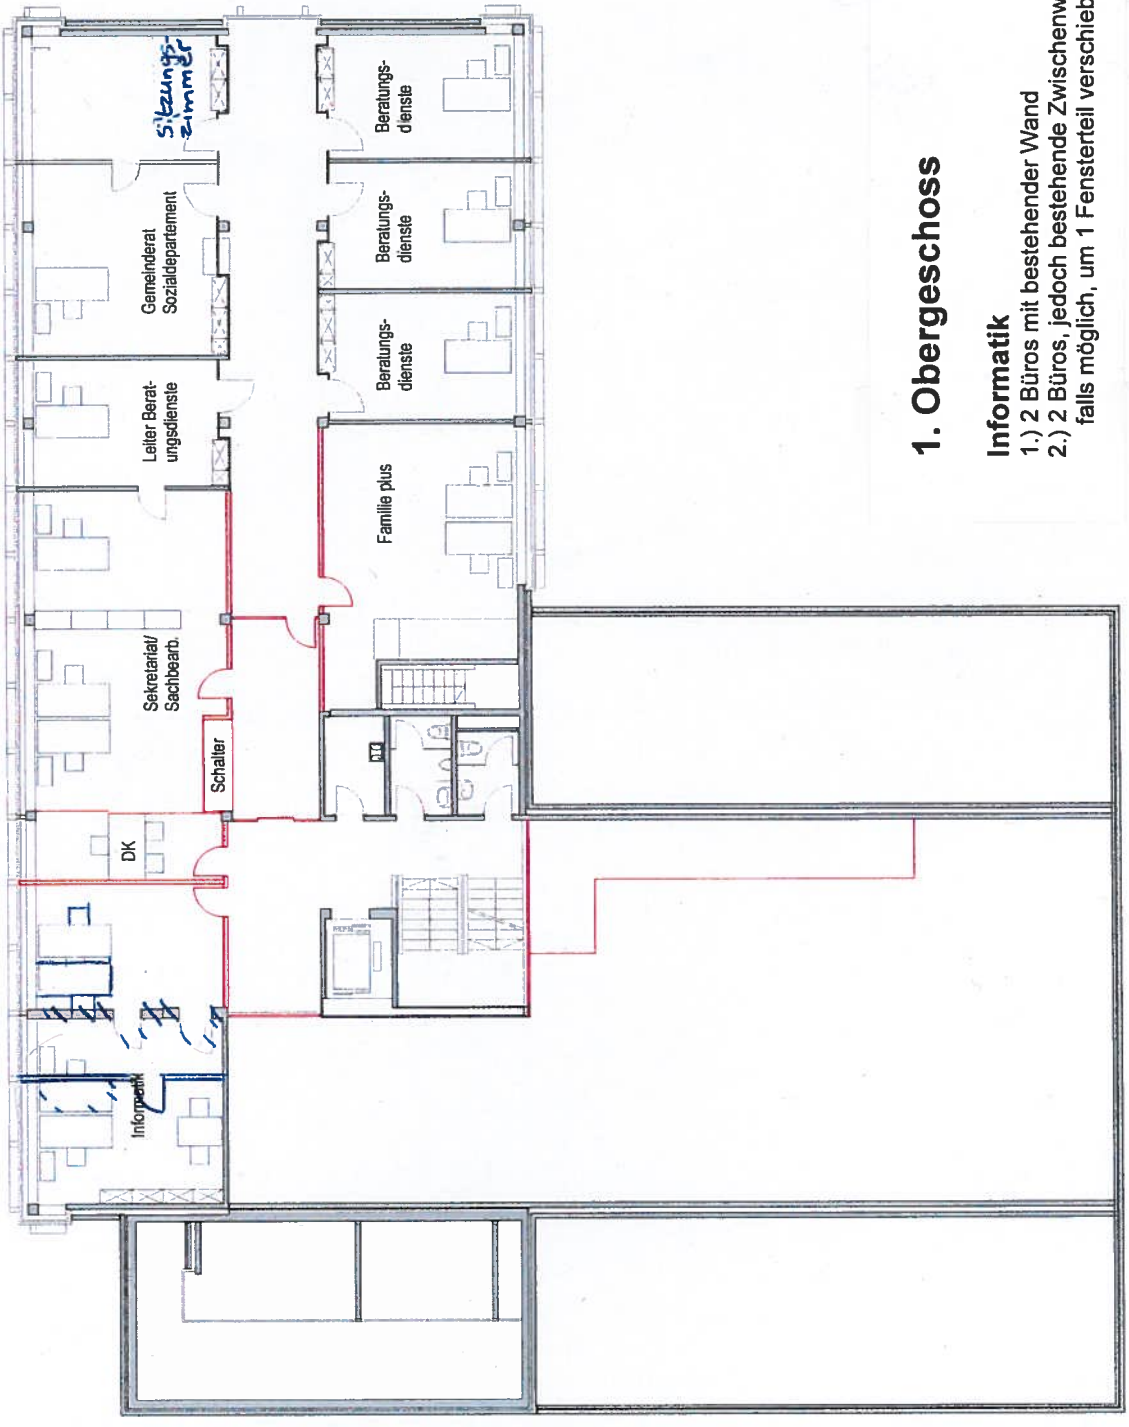 Sitzungs-
zimmer
Gemeinderat
Sozialdepartement
Leiter Berat-
ungsdienste
Sekretariat/
Sachbearb.
Schalter
DK
Informatik
Beratungs-
dienste
Beratungs-
dienste
Beratungs-
dienste
Familie plus
1. Obergeschoss
Informatik
1.) 2 Büros mit bestehender Wand
2.) 2 Büros, jedoch bestehende Zwischenw
falls möglich, um 1 Fensterteil verschieb